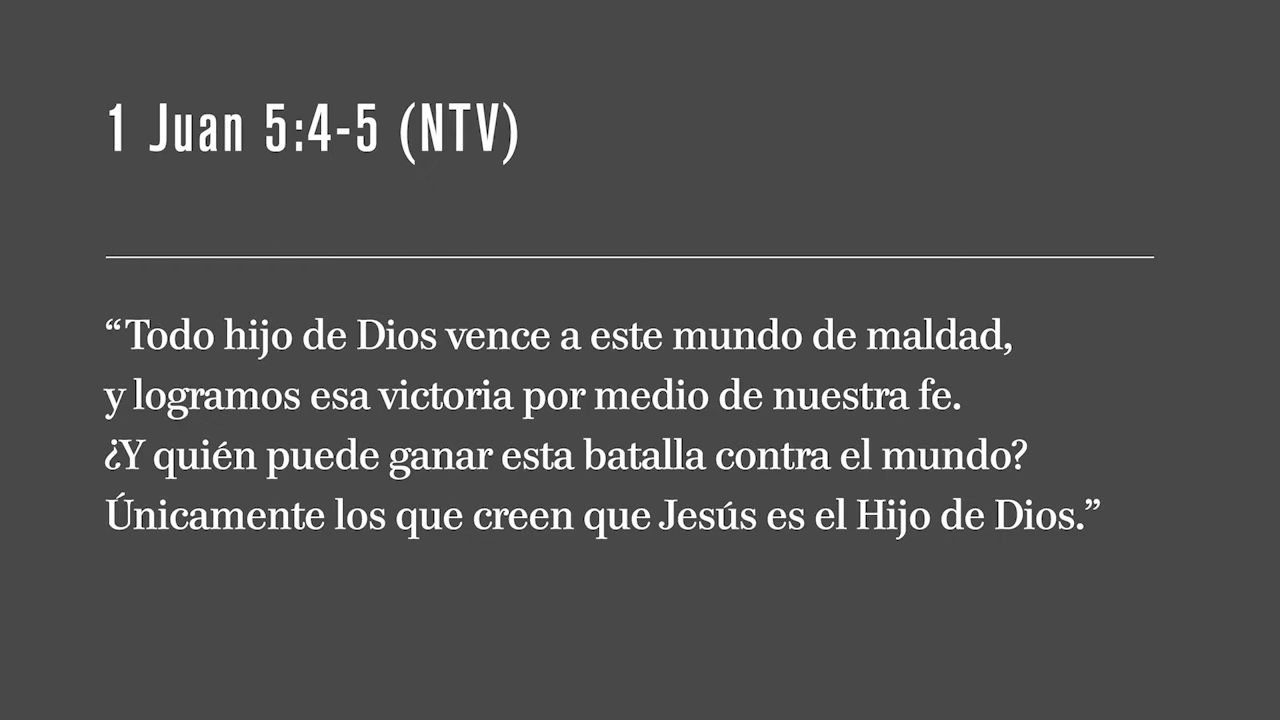 1 Juan 5:4-5 (NTV)
“Todo hijo de Dios vence a este mundo de maldad,
y logramos esa victoria por medio de nuestra fe.
¿Y quién puede ganar esta batalla contra el mundo?
Únicamente los que creen que Jesús es el Hijo de Dios.”